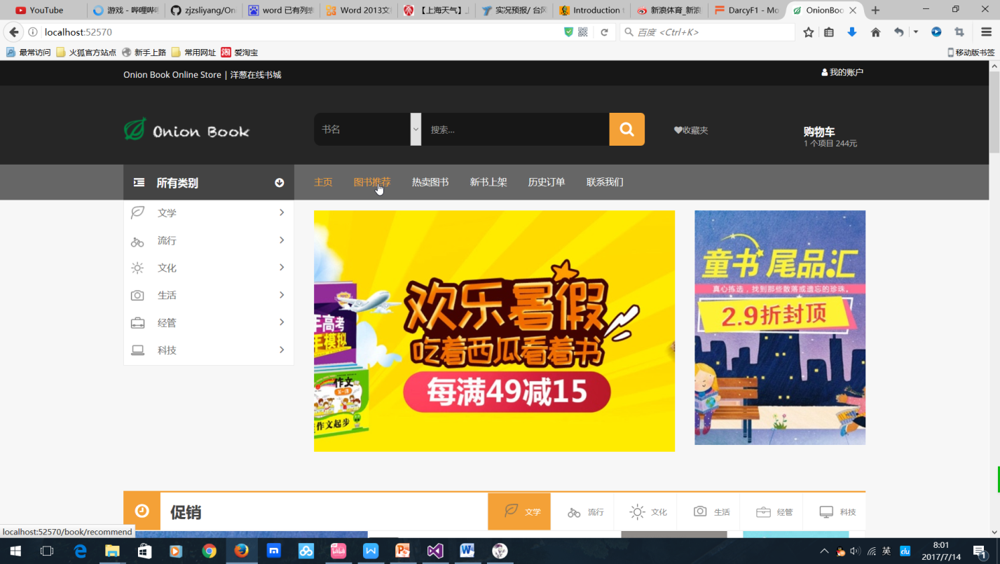 YouTube
游戏 - 哔哩哔哩
zjzsliyang/On
word 已有列表
Word 2013文
【上海天气】
实况预报/ 台风
Introduction
新浪体育_新浪
DarcyF1 - Mo
OnionBoo
localhost:52570
百度 <Ctrl+K>
最常访问 火狐官方站点 新手上路 常用网址 爱淘宝
移动版书签
Onion Book Online Store | 洋葱在线书城
我的账户
Onion Book
书名
搜索...
收藏夹
购物车
1 个项目 244元
所有类别
主页 图书推荐 热卖图书 新书上架 历史订单 联系我们
文学
流行
文化
生活
经管
科技
年高考
年模拟
作文
作文起步
欢乐暑假
吃着西瓜看着书
每满49减15
童书 尾品汇
真心拣选，找到那些散落或遗忘的珍珠。
2.9折封顶
促销
文学 流行 文化 生活 经管 科技
localhost:52570/book/recommend
英
du
8:01
2017/7/14
1